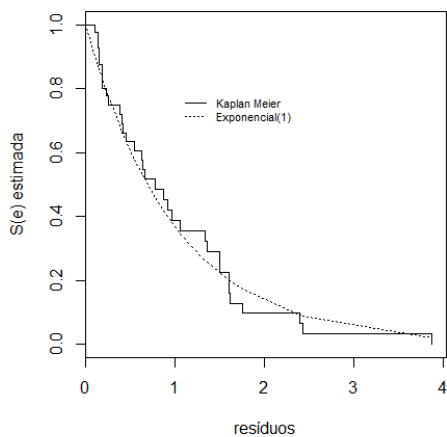 1.0
0.8
0.6
0.4
0.2
0.0
S(e) estimada
Kaplan Meier
Exponencial(1)
0 1 2 3 4
resíduos